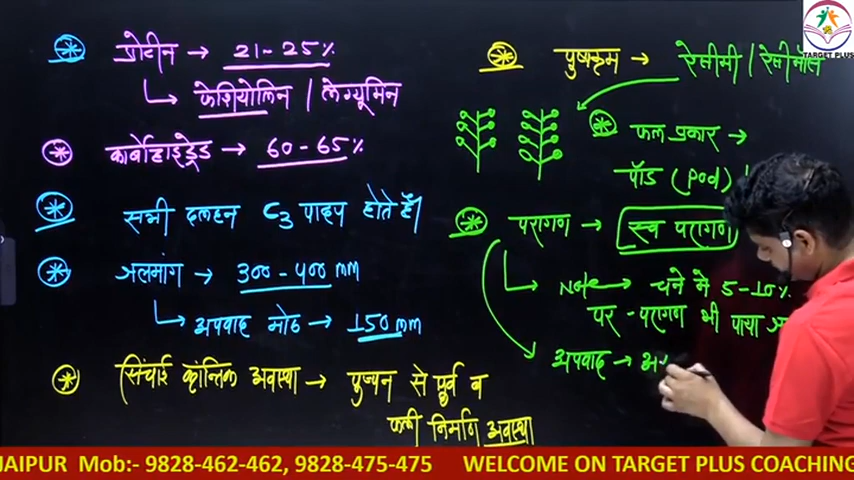 प्रोटीन → 21-25%
केशियोलिन / लेग्यूमिन
कार्बोहाइड्रेड → 60-65%
सभी दलहन C3 पादप होते हैं।
जलमांग → 300-400 mm
अपवाद मोठ → 150 mm
सिंचाई क्रान्तिक अवस्था → पुष्पन से पूर्व व
फली निर्माण अवस्था
पुष्पक्रम → रेसीमी / रेसीमोस
फल प्रकार →
पॉड (Pod)
परागण → स्व परागण
Note → चने में 5-10%
पर-परागण भी पाया
अपवाद →
TARGET PLUS
JAIPUR Mob:- 9828-462-462, 9828-475-475 WELCOME ON TARGET PLUS COACHING